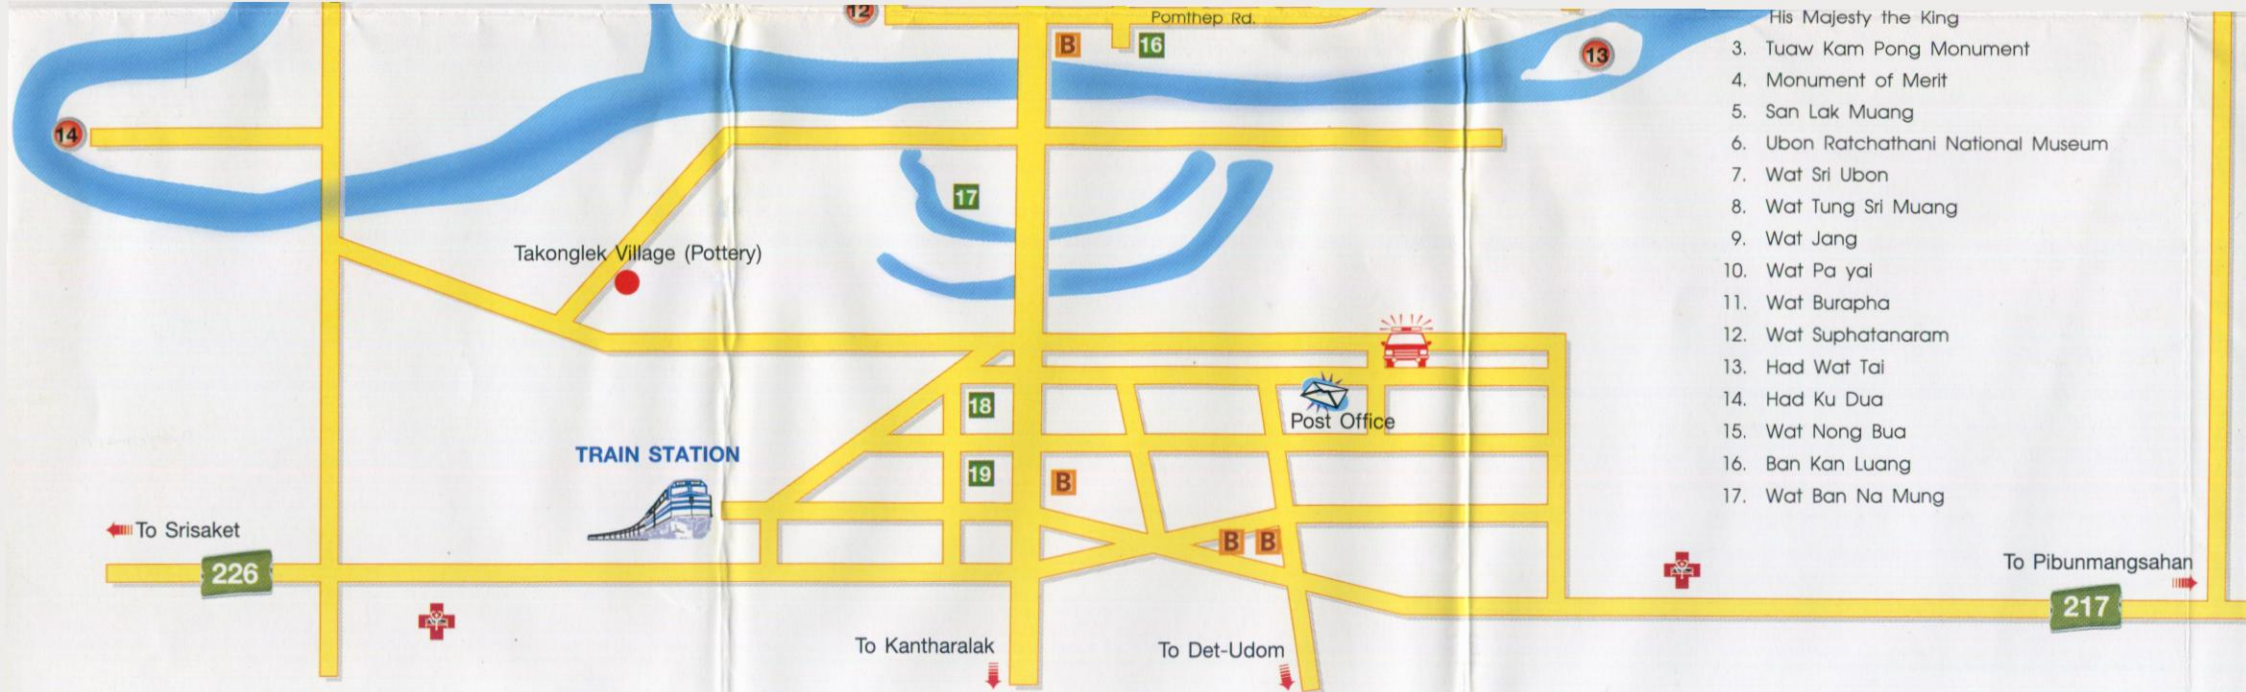 12
Pomthep Rd.
B
16
13
14
17
Takonglek Village (Pottery)
18
Post Office
TRAIN STATION
19
B
To Srisaket
B B
226
To Pibunmangsahan
217
To Kantharalak
To Det-Udom
His Majesty the King
3. Tuaw Kam Pong Monument
4. Monument of Merit
5. San Lak Muang
6. Ubon Ratchathani National Museum
7. Wat Sri Ubon
8. Wat Tung Sri Muang
9. Wat Jang
10. Wat Pa yai
11. Wat Burapha
12. Wat Suphatanaram
13. Had Wat Tai
14. Had Ku Dua
15. Wat Nong Bua
16. Ban Kan Luang
17. Wat Ban Na Mung